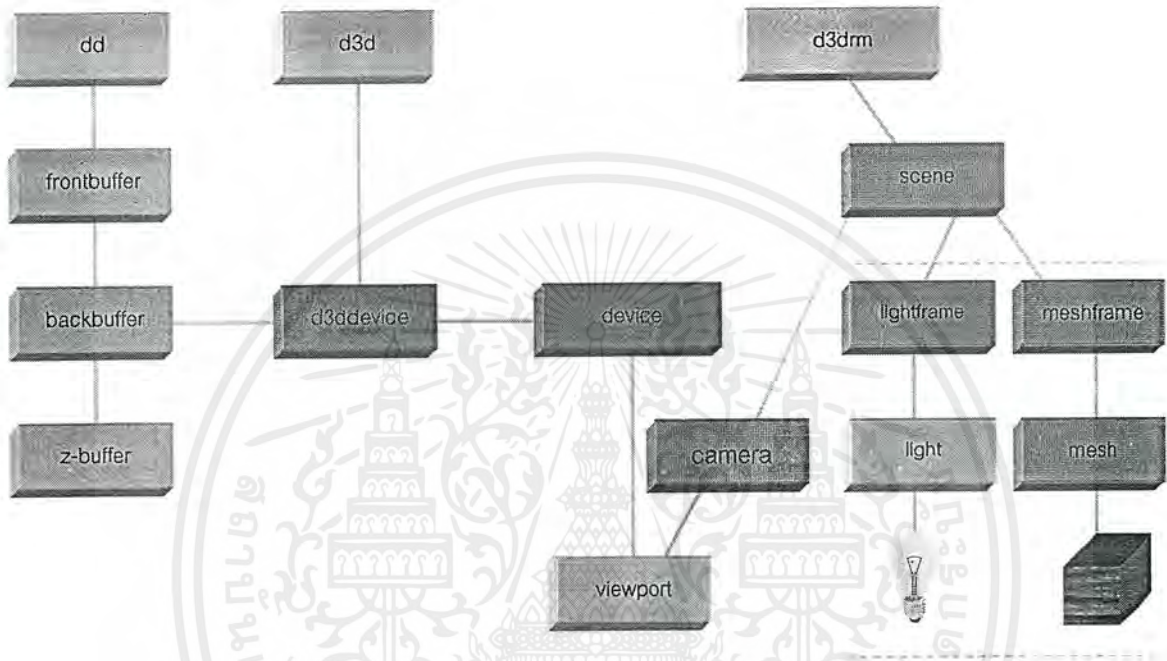 dd
d3d
d3drm
frontbuffer
scene
backbuffer
d3ddevice
device
lightframe
meshframe
z-buffer
camera
light
mesh
viewport